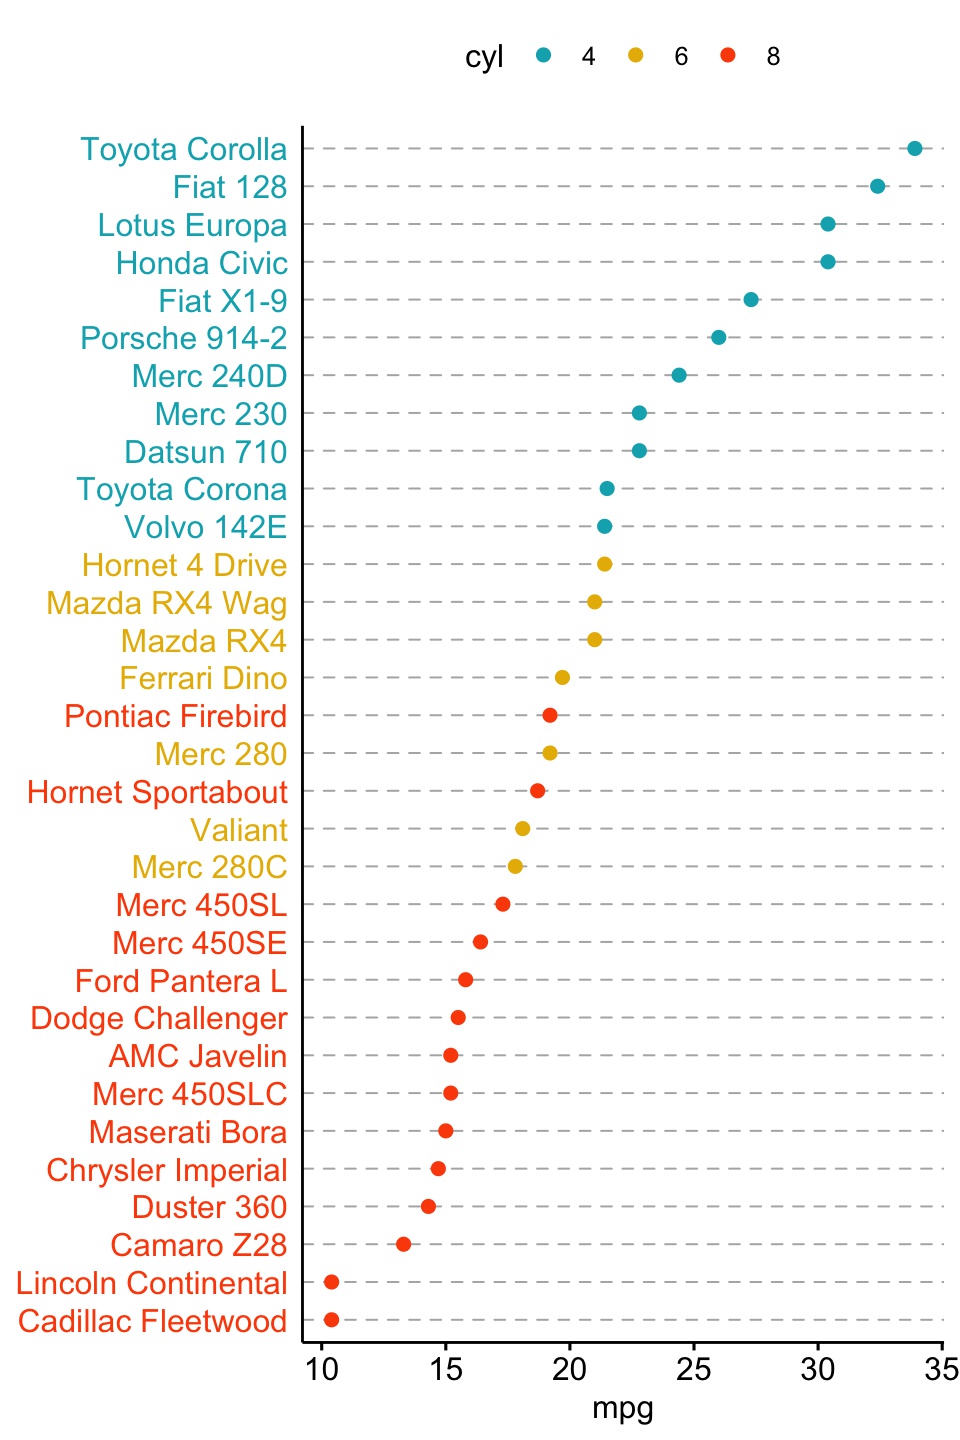 cyl 4 6 8
Toyota Corolla
Fiat 128
Lotus Europa
Honda Civic
Fiat X1-9
Porsche 914-2
Merc 240D
Merc 230
Datsun 710
Toyota Corona
Volvo 142E
Hornet 4 Drive
Mazda RX4 Wag
Mazda RX4
Ferrari Dino
Pontiac Firebird
Merc 280
Hornet Sportabout
Valiant
Merc 280C
Merc 450SL
Merc 450SE
Ford Pantera L
Dodge Challenger
AMC Javelin
Merc 450SLC
Maserati Bora
Chrysler Imperial
Duster 360
Camaro Z28
Lincoln Continental
Cadillac Fleetwood
10 15 20 25 30 35
mpg